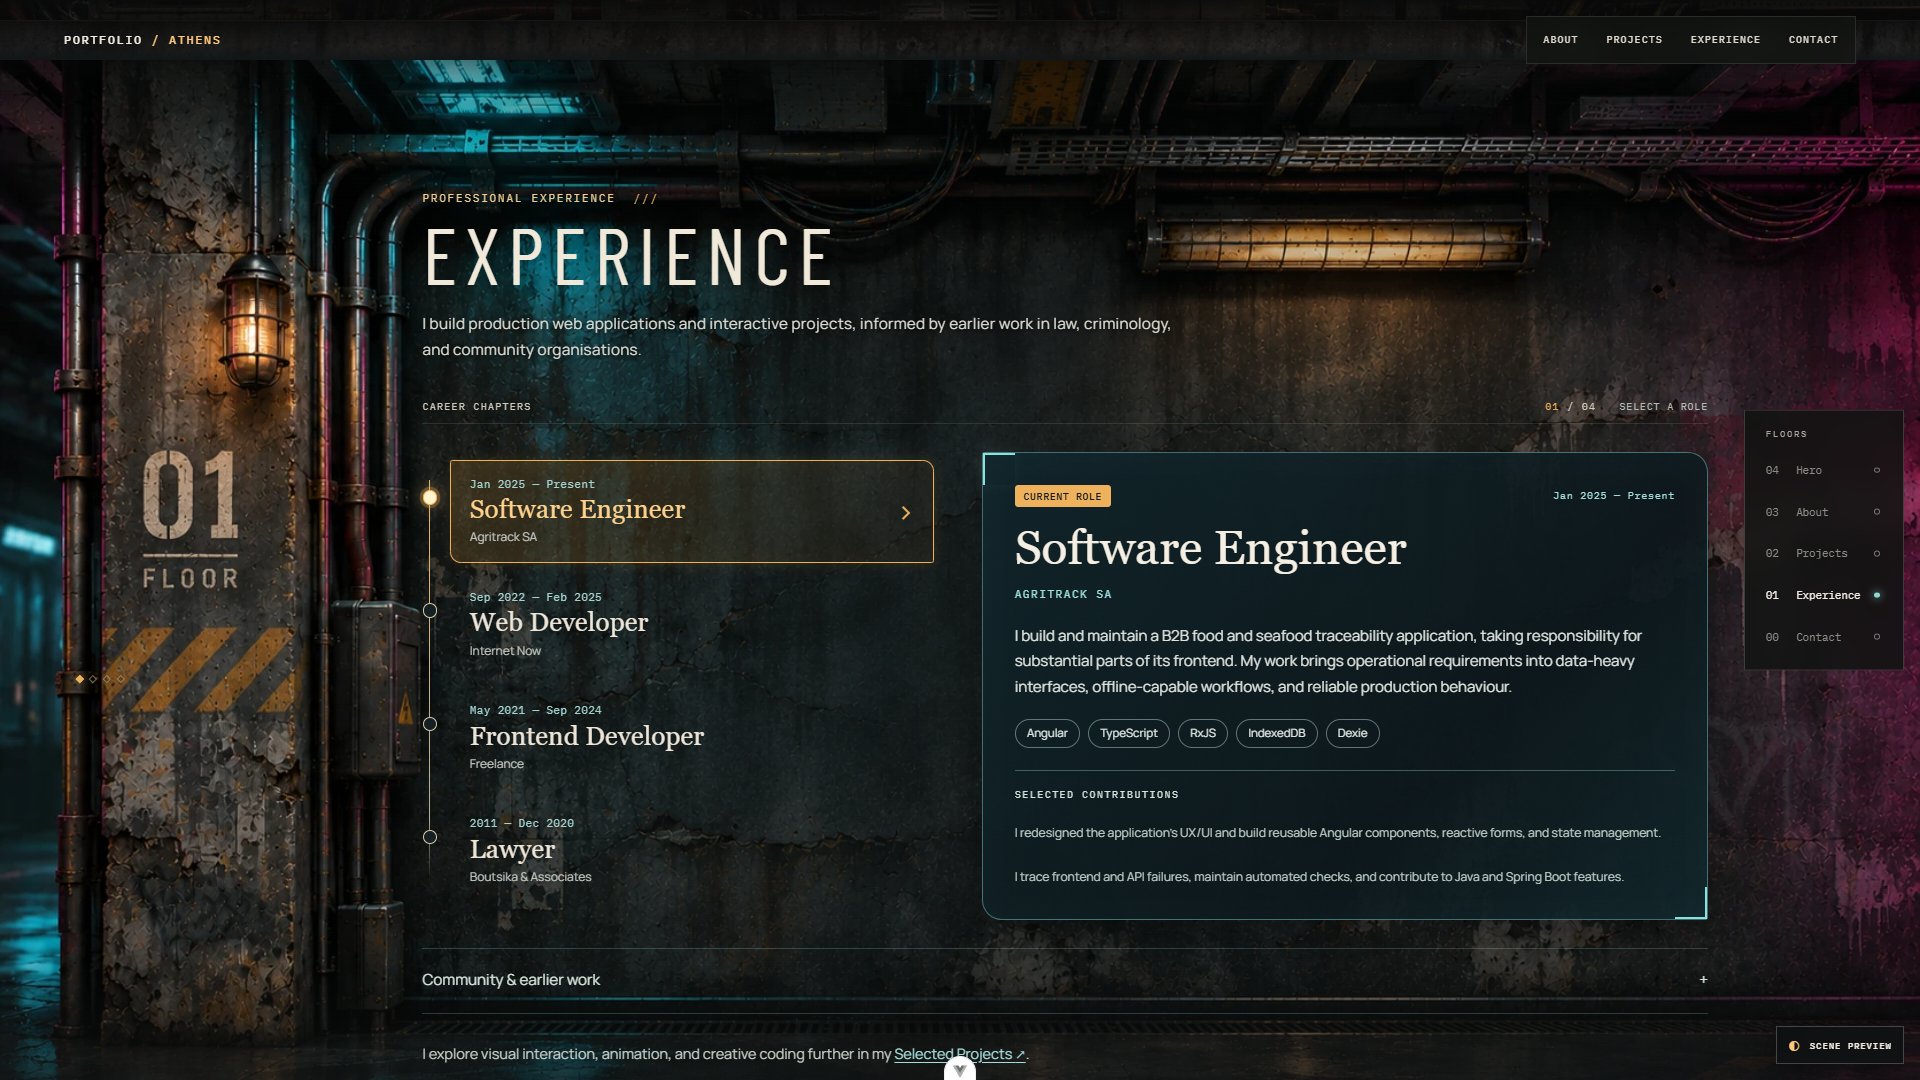 PORTFOLIO / ATHENS
ABOUT PROJECTS EXPERIENCE CONTACT
PROFESSIONAL EXPERIENCE ///
EXPERIENCE
I build production web applications and interactive projects, informed by earlier work in law, criminology,
and community organisations.
CAREER CHAPTERS
01 / 04 SELECT A ROLE
01
FLOOR
Jan 2025 — Present
Software Engineer
Agritrack SA
Sep 2022 — Feb 2025
Web Developer
Internet Now
May 2021 — Sep 2024
Frontend Developer
Freelance
2011 — Dec 2020
Lawyer
Boutsika & Associates
CURRENT ROLE
Jan 2025 — Present
Software Engineer
AGRITRACK SA
I build and maintain a B2B food and seafood traceability application, taking responsibility for
substantial parts of its frontend. My work brings operational requirements into data-heavy
interfaces, offline-capable workflows, and reliable production behaviour.
Angular TypeScript RxJS IndexedDB Dexie
SELECTED CONTRIBUTIONS
I redesigned the application's UX/UI and build reusable Angular components, reactive forms, and state management.
I trace frontend and API failures, maintain automated checks, and contribute to Java and Spring Boot features.
FLOORS
04 Hero
03 About
02 Projects
01 Experience
00 Contact
Community & earlier work +
I explore visual interaction, animation, and creative coding further in my Selected Projects ↗.
SCENE PREVIEW